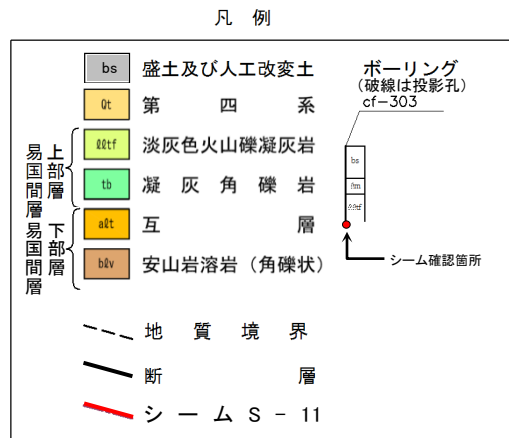 凡例
bs 盛土及び人工改変土
Qt 第四系
易国間層上部層
ℓℓtf 淡灰色火山礫凝灰岩
tb 凝灰角礫岩
易国間層下部層
aℓt 互層
bℓv 安山岩溶岩（角礫状）
地質境界
断層
シームS－11
ボーリング
（破線は投影孔）
cf-303
bs
ℓℓtf
シーム確認箇所